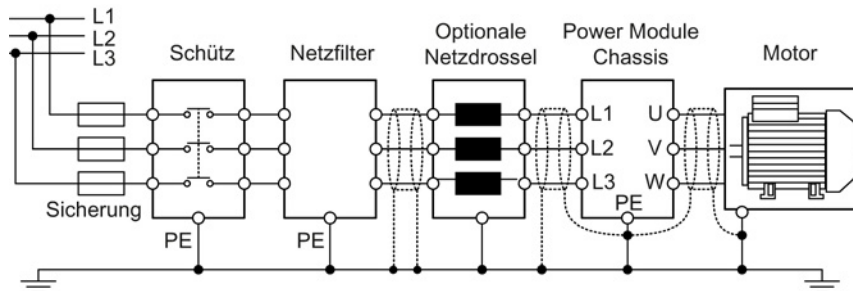 L1
L2
L3
Schütz
Netzfilter
Optionale
Netzdrossel
Power Module
Chassis
Motor
L1
U
L2
V
L3
W
PE
Sicherung
PE
PE